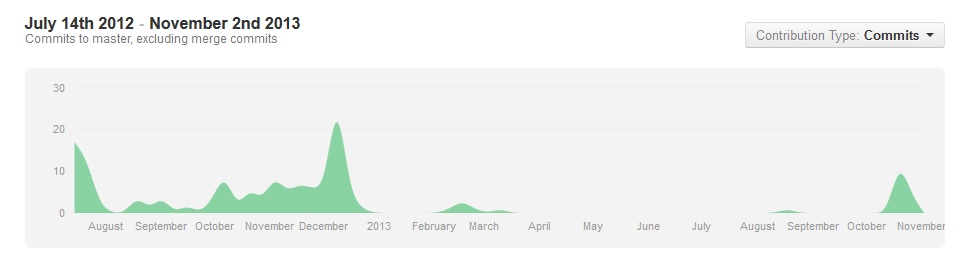 July 14th 2012 - November 2nd 2013
Commits to master, excluding merge commits
Contribution Type: Commits
30
20
10
0
August September October November December 2013 February March April May June July August September October November